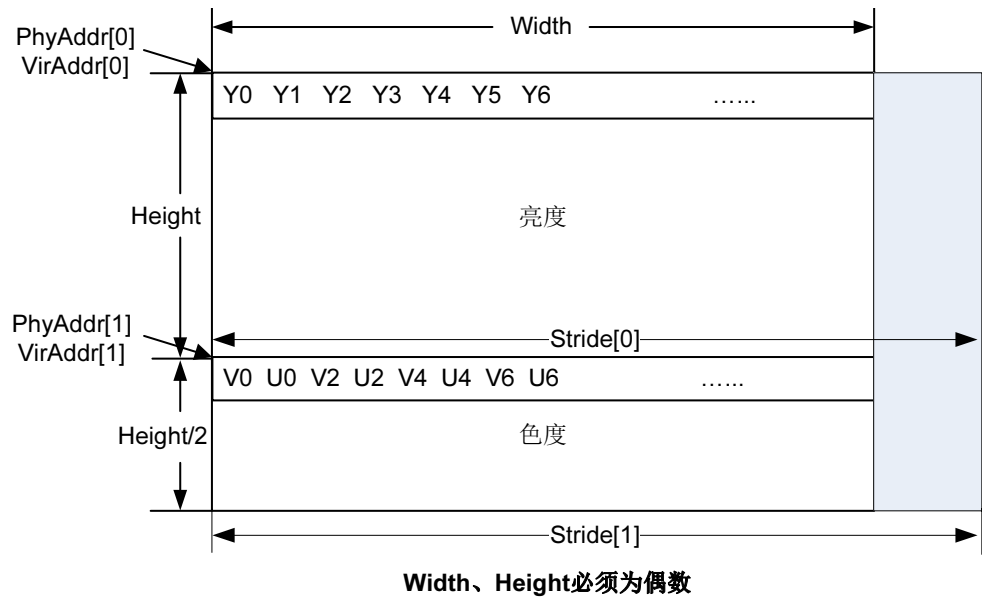 Width
PhyAddr[0]
VirAddr[0]
Y0 Y1 Y2 Y3 Y4 Y5 Y6 …...
Height
亮度
PhyAddr[1]
VirAddr[1]
Stride[0]
V0 U0 V2 U2 V4 U4 V6 U6 …...
Height/2
色度
Stride[1]
Width、Height必须为偶数